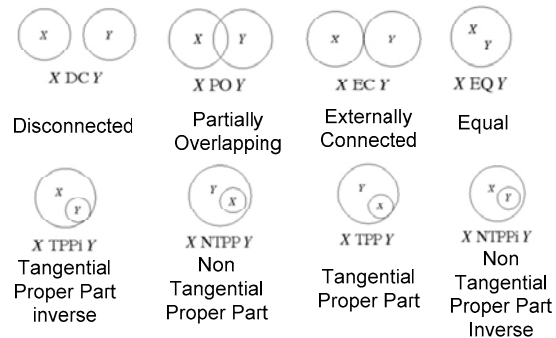 X Y X Y X Y X Y
X DC Y X PO Y X EC Y X EQ Y
Disconnected Partially Overlapping Externally Connected Equal
X Y Y X Y X X Y
X TPPi Y X NTPP Y X TPP Y X NTPPi Y
Tangential Proper Part inverse
Non Tangential Proper Part
Tangential Proper Part
Non Tangential Proper Part Inverse